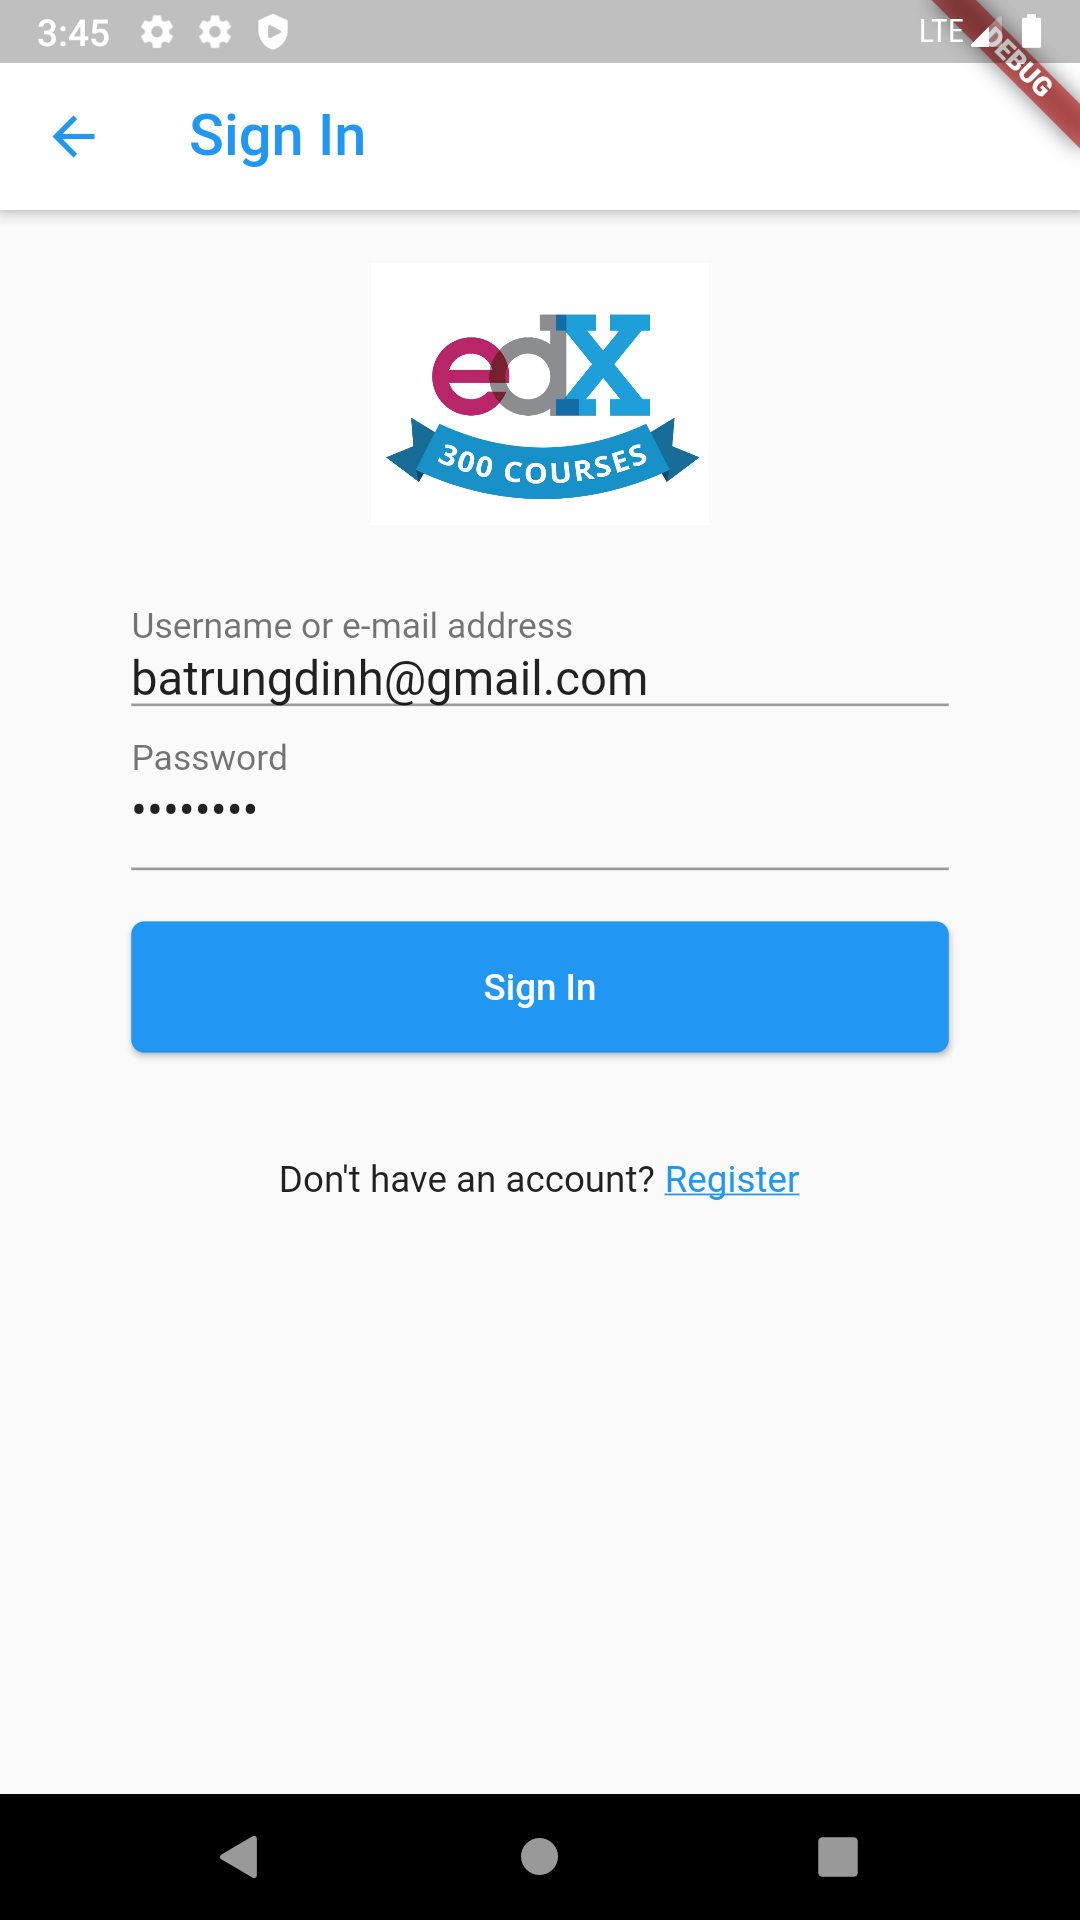 3:45 LTE
DEBUG
Sign In
edX
300 COURSES
Username or e-mail address
batrungdinh@gmail.com
Password
••••••••
Sign In
Don't have an account? Register